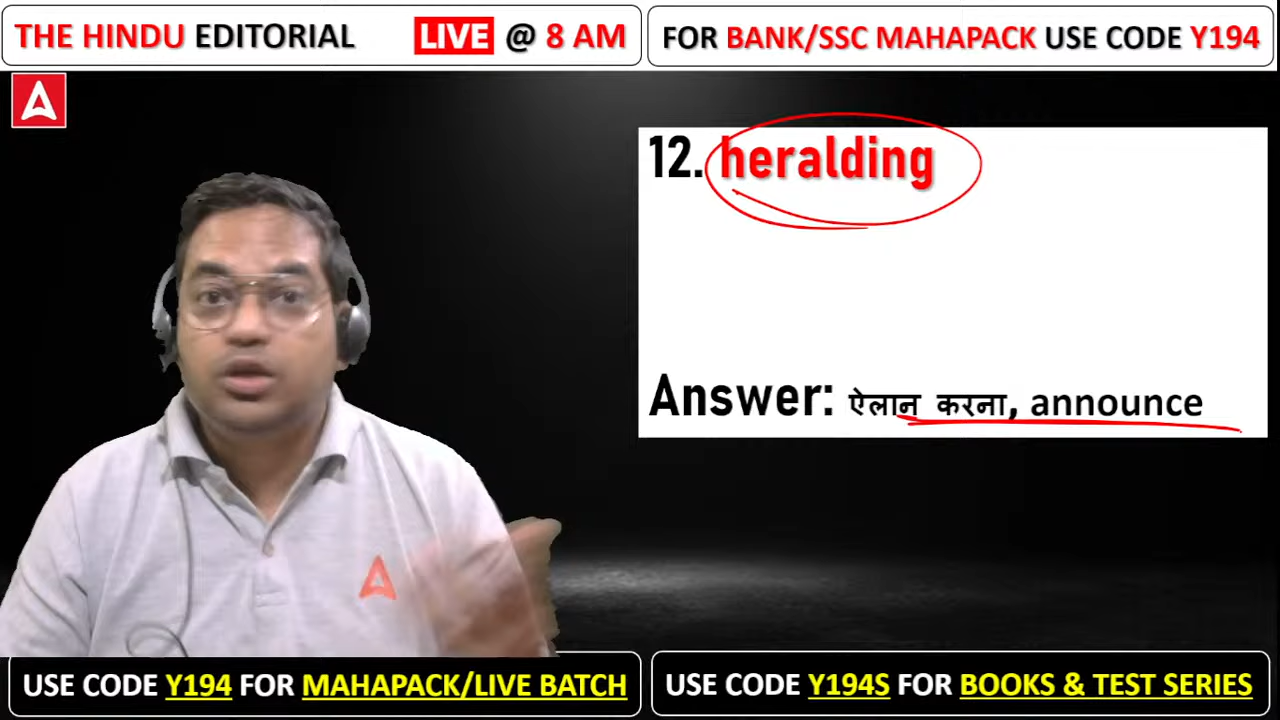 THE HINDU EDITORIAL LIVE @ 8 AM
FOR BANK/SSC MAHAPACK USE CODE Y194
12. heralding
Answer: ऐलान करना, announce
USE CODE Y194 FOR MAHAPACK/LIVE BATCH
USE CODE Y194S FOR BOOKS & TEST SERIES